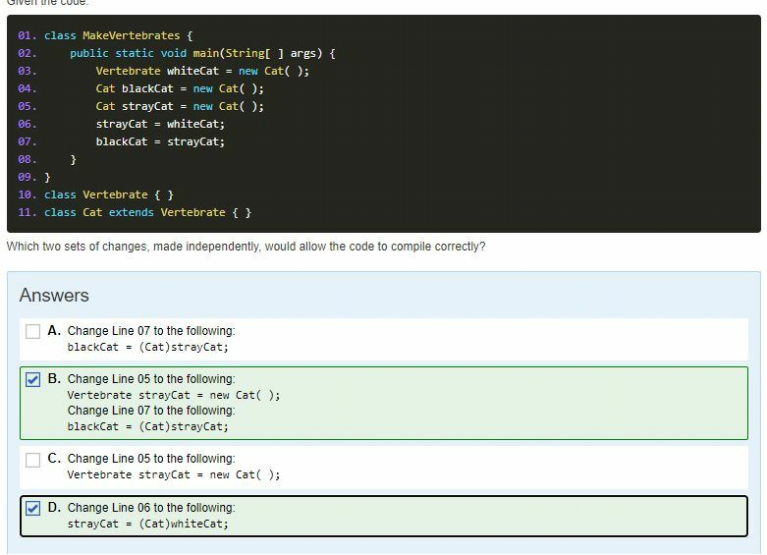 Given the code:
01. class MakeVertebrates {
02. public static void main(String[ ] args) {
03. Vertebrate whiteCat = new Cat( );
04. Cat blackCat = new Cat( );
05. Cat strayCat = new Cat( );
06. strayCat = whiteCat;
07. blackCat = strayCat;
08. }
09. }
10. class Vertebrate { }
11. class Cat extends Vertebrate { }
Which two sets of changes, made independently, would allow the code to compile correctly?
Answers
A. Change Line 07 to the following:
blackCat = (Cat)strayCat;
B. Change Line 05 to the following:
Vertebrate strayCat = new Cat( );
Change Line 07 to the following:
blackCat = (Cat)strayCat;
C. Change Line 05 to the following:
Vertebrate strayCat = new Cat( );
D. Change Line 06 to the following:
strayCat = (Cat)whiteCat;